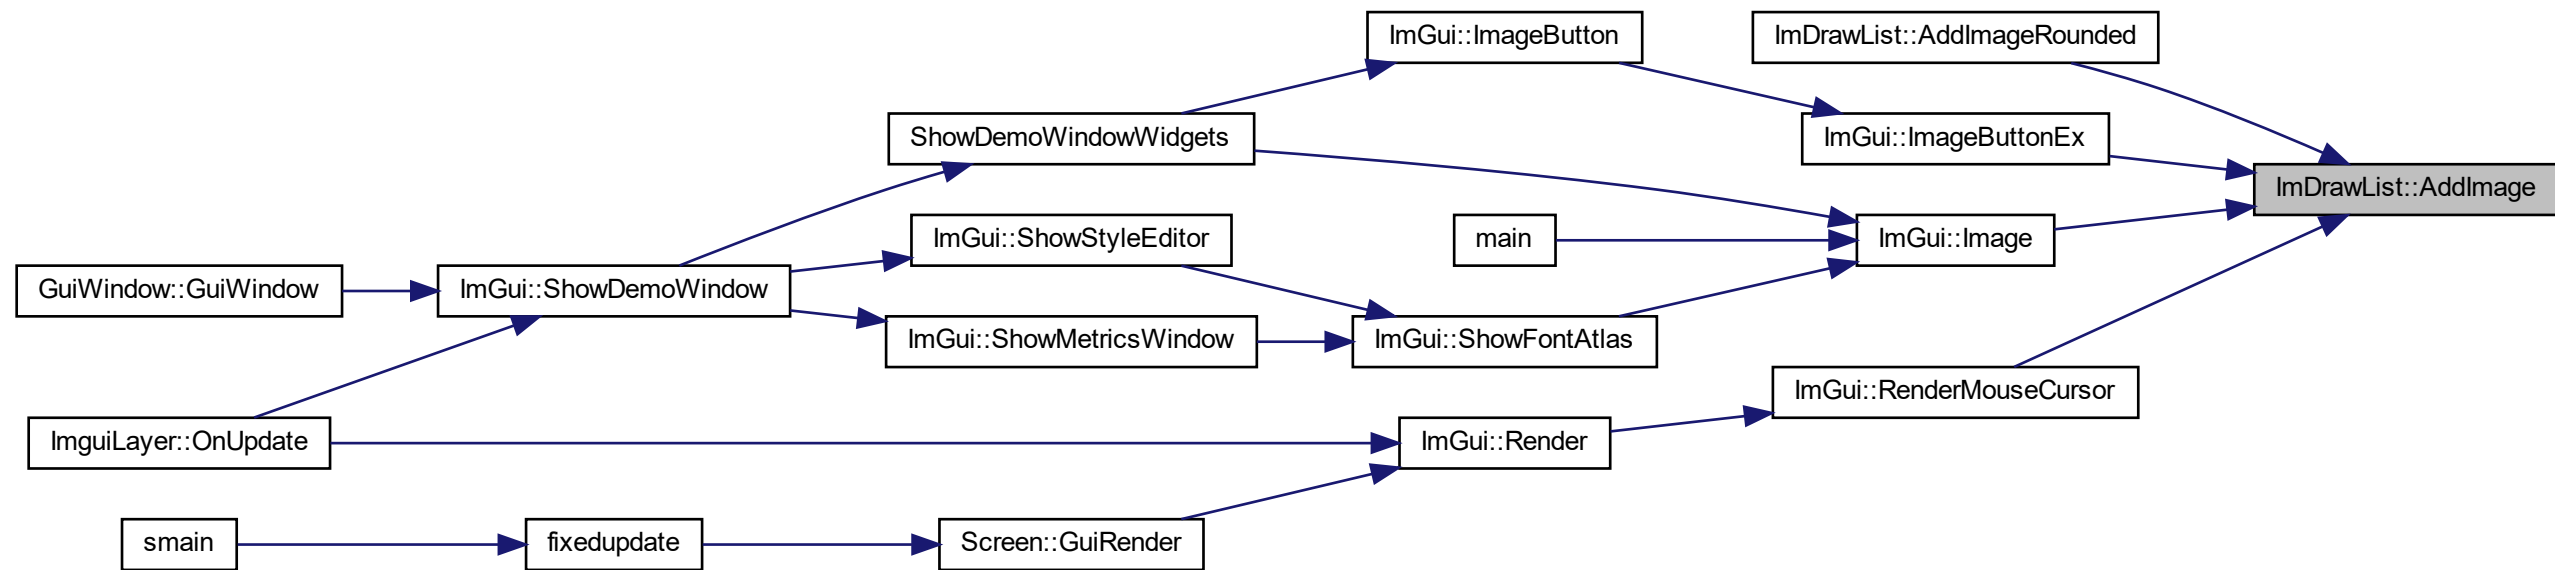 ImGui::ImageButton
ImDrawList::AddImageRounded
ShowDemoWindowWidgets
ImGui::ImageButtonEx
ImDrawList::AddImage
ImGui::ShowStyleEditor
main
ImGui::Image
GuiWindow::GuiWindow
ImGui::ShowDemoWindow
ImGui::ShowMetricsWindow
ImGui::ShowFontAtlas
ImGui::RenderMouseCursor
ImguiLayer::OnUpdate
ImGui::Render
smain
fixedupdate
Screen::GuiRender